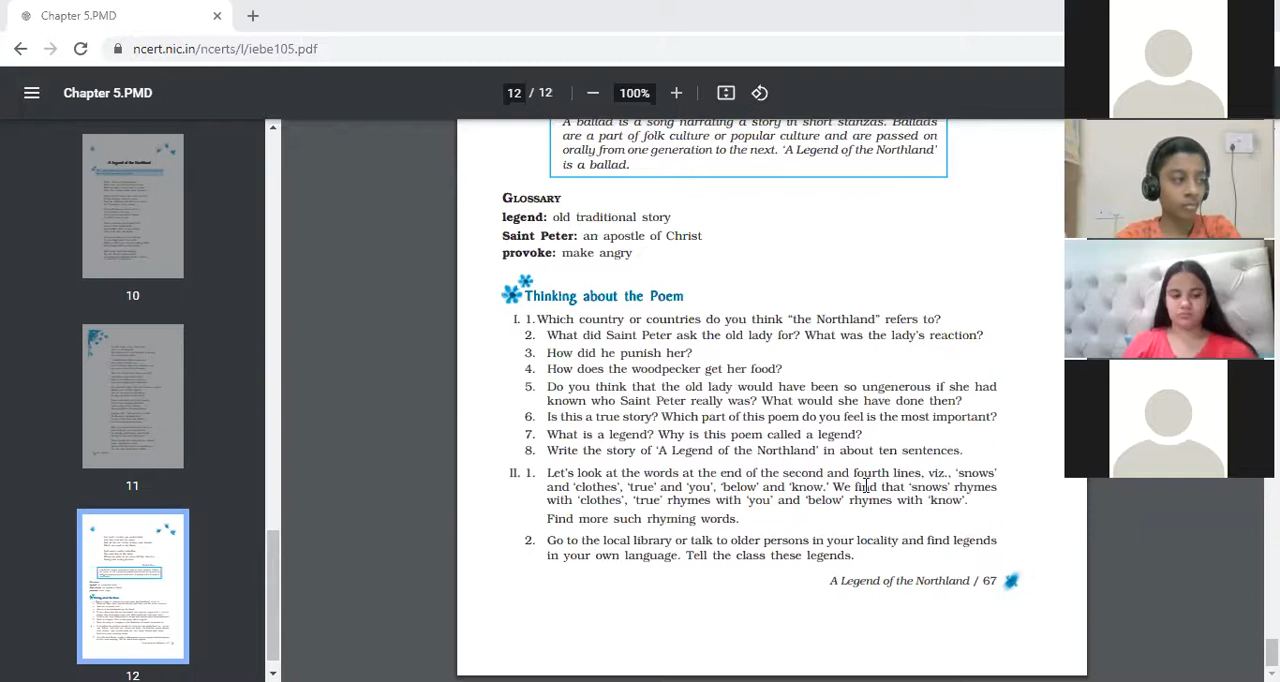 Chapter 5.PMD
ncert.nic.in/ncerts/l/iebe105.pdf
Chapter 5.PMD
12 / 12
100%
A ballad is a song narrating a story in short stanzas. Ballads
are a part of folk culture or popular culture and are passed on
orally from one generation to the next. ‘A Legend of the Northland’
is a ballad.
GLOSSARY
legend: old traditional story
Saint Peter: an apostle of Christ
provoke: make angry
Thinking about the Poem
I. 1. Which country or countries do you think “the Northland” refers to?
2. What did Saint Peter ask the old lady for? What was the lady’s reaction?
3. How did he punish her?
4. How does the woodpecker get her food?
5. Do you think that the old lady would have been so ungenerous if she had
known who Saint Peter really was? What would she have done then?
6. Is this a true story? Which part of this poem do you feel is the most important?
7. What is a legend? Why is this poem called a legend?
8. Write the story of ‘A Legend of the Northland’ in about ten sentences.
II. 1. Let’s look at the words at the end of the second and fourth lines, viz., ‘snows’
and ‘clothes’, ‘true’ and ‘you’, ‘below’ and ‘know.’ We find that ‘snows’ rhymes
with ‘clothes’, ‘true’ rhymes with ‘you’ and ‘below’ rhymes with ‘know’.
Find more such rhyming words.
2. Go to the local library or talk to older persons in your locality and find legends
in your own language. Tell the class these legends.
A Legend of the Northland / 67
10
11
12